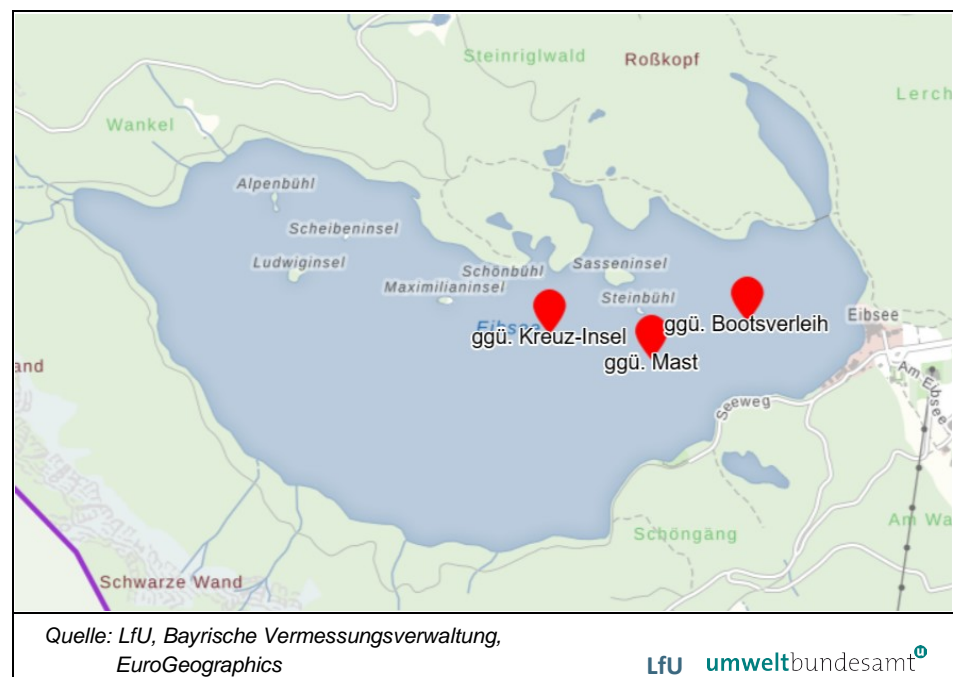 Steinriglwald
Roßkopf
Lerch
Wankel
Alpenbühl
Scheibeninsel
Ludwiginsel
Schönbühl
Sasseninsel
Maximilianinsel
Steinbühl
Eibsee
ggü. Kreuz-Insel
ggü. Bootsverleih
Eibsee
ggü. Mast
and
Am Eibsee
Seeweg
Schöngäng
Am Wa
Schwarze Wand
Quelle: LfU, Bayrische Vermessungsverwaltung,
EuroGeographics
LfU umweltbundesamt u